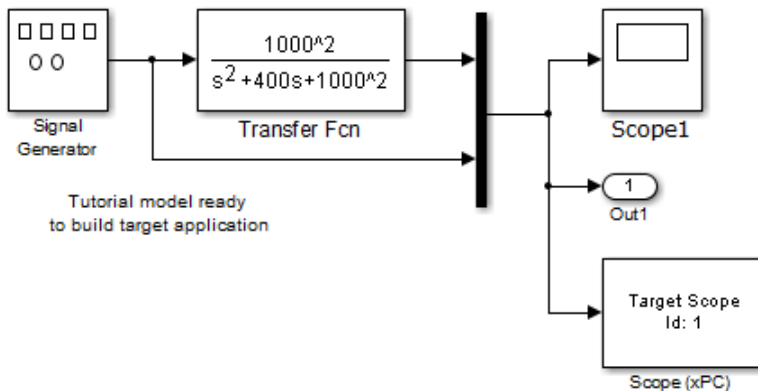 1000^2
s^2 +400s+1000^2
Signal
Generator
Transfer Fcn
Scope1
Tutorial model ready
to build target application
1
Out1
Target Scope
Id: 1
Scope (xPC)